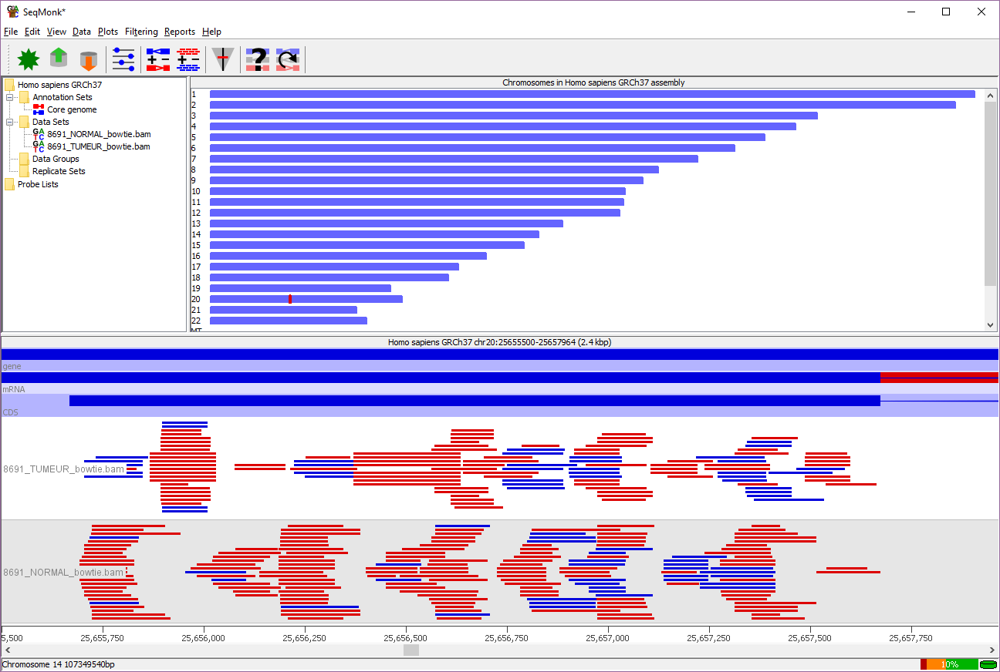 SeqMonk*
File Edit View Data Plots Filtering Reports Help
Homo sapiens GRCh37
Annotation Sets
Core genome
Data Sets
8691_NORMAL_bowtie.bam
8691_TUMEUR_bowtie.bam
Data Groups
Replicate Sets
Probe Lists
Chromosomes in Homo sapiens GRCh37 assembly
1
2
3
4
5
6
7
8
9
10
11
12
13
14
15
16
17
18
19
20
21
22
MT
Homo sapiens GRCh37 chr20:25655500-25657964 (2.4 kbp)
gene
mRNA
CDS
8691_TUMEUR_bowtie.bam
8691_NORMAL_bowtie.bam
5,500 25,655,750 25,656,000 25,656,250 25,656,500 25,656,750 25,657,000 25,657,250 25,657,500 25,657,750
Chromosome 14 107349540bp
10%